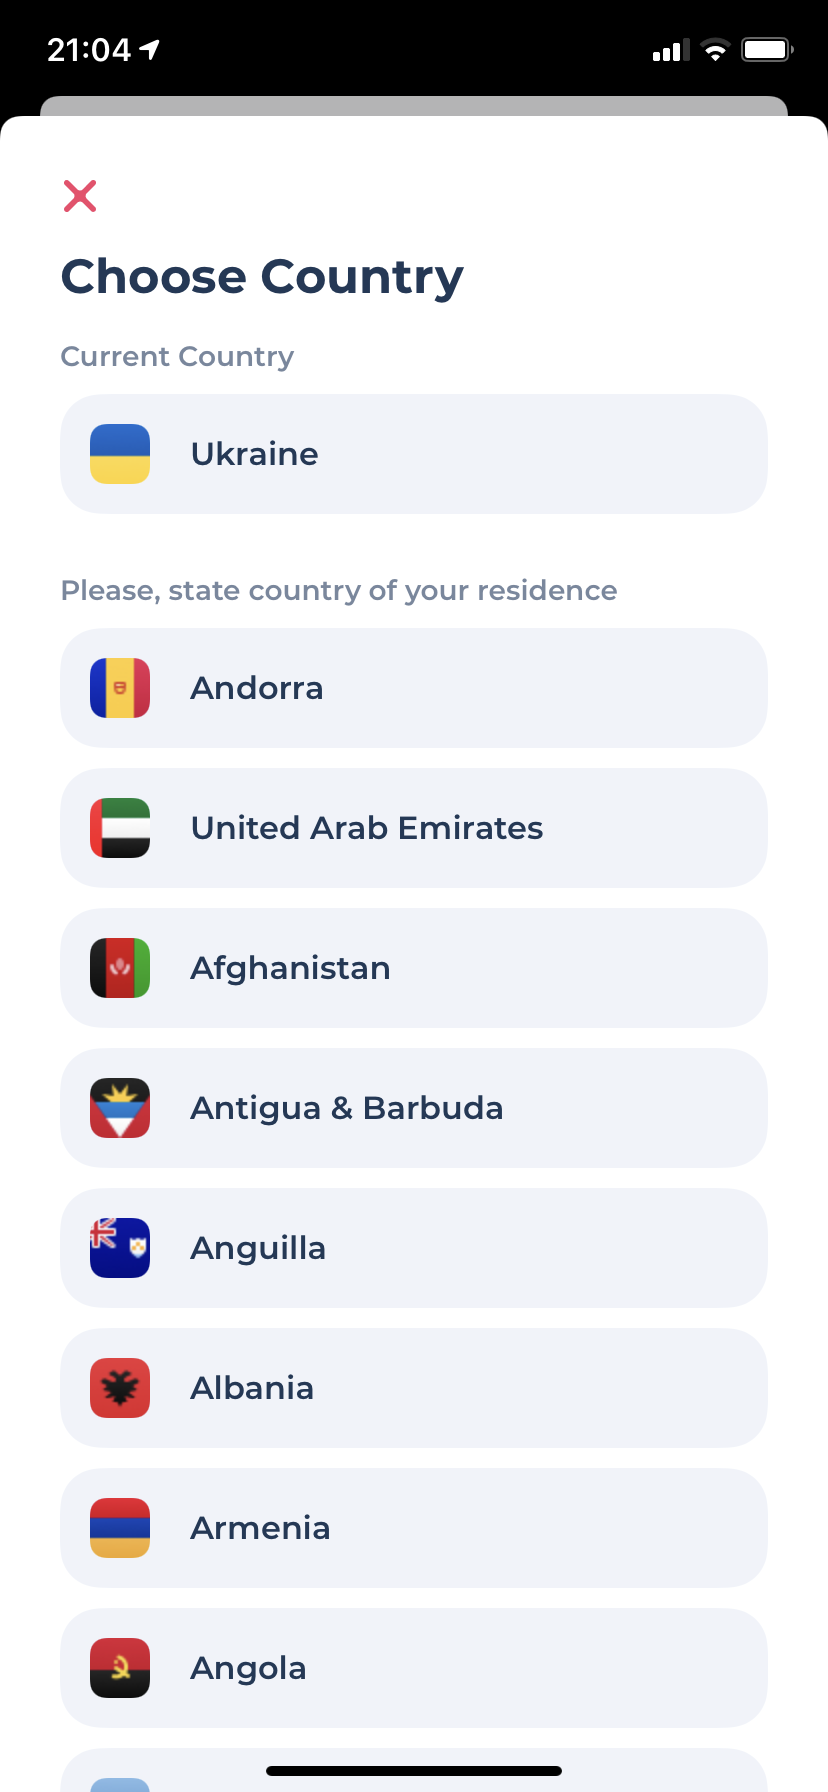 21:04
Choose Country
Current Country
Ukraine
Please, state country of your residence
Andorra
United Arab Emirates
Afghanistan
Antigua & Barbuda
Anguilla
Albania
Armenia
Angola